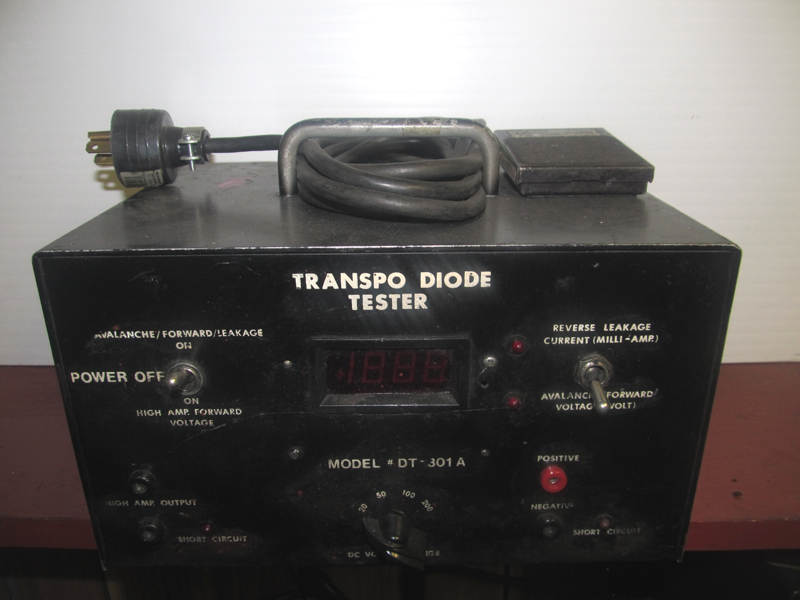 TRANSPO DIODE
TESTER
AVALANCHE/FORWARD/LEAKAGE
ON
POWER OFF
ON
HIGH AMP. FORWARD
VOLTAGE
REVERSE LEAKAGE
CURRENT (MILLI-AMP.)
AVALANCHE/FORWARD/
VOLTAGE (VOLT)
MODEL # DT-301A
20 50 100 200
DC
HIGH AMP. OUTPUT
SHORT CIRCUIT
POSITIVE
NEGATIVE
SHORT CIRCUIT